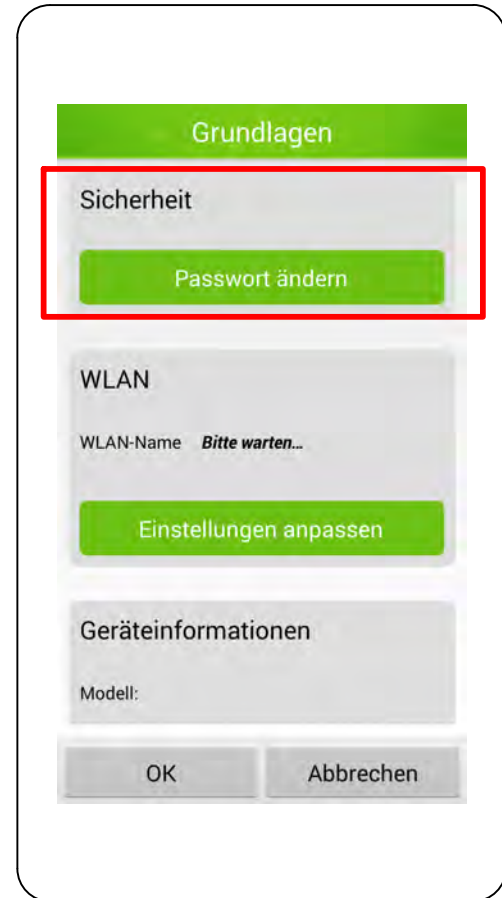 Grundlagen
Sicherheit
Passwort ändern
WLAN
WLAN-Name Bitte warten...
Einstellungen anpassen
Geräteinformationen
Modell:
OK Abbrechen